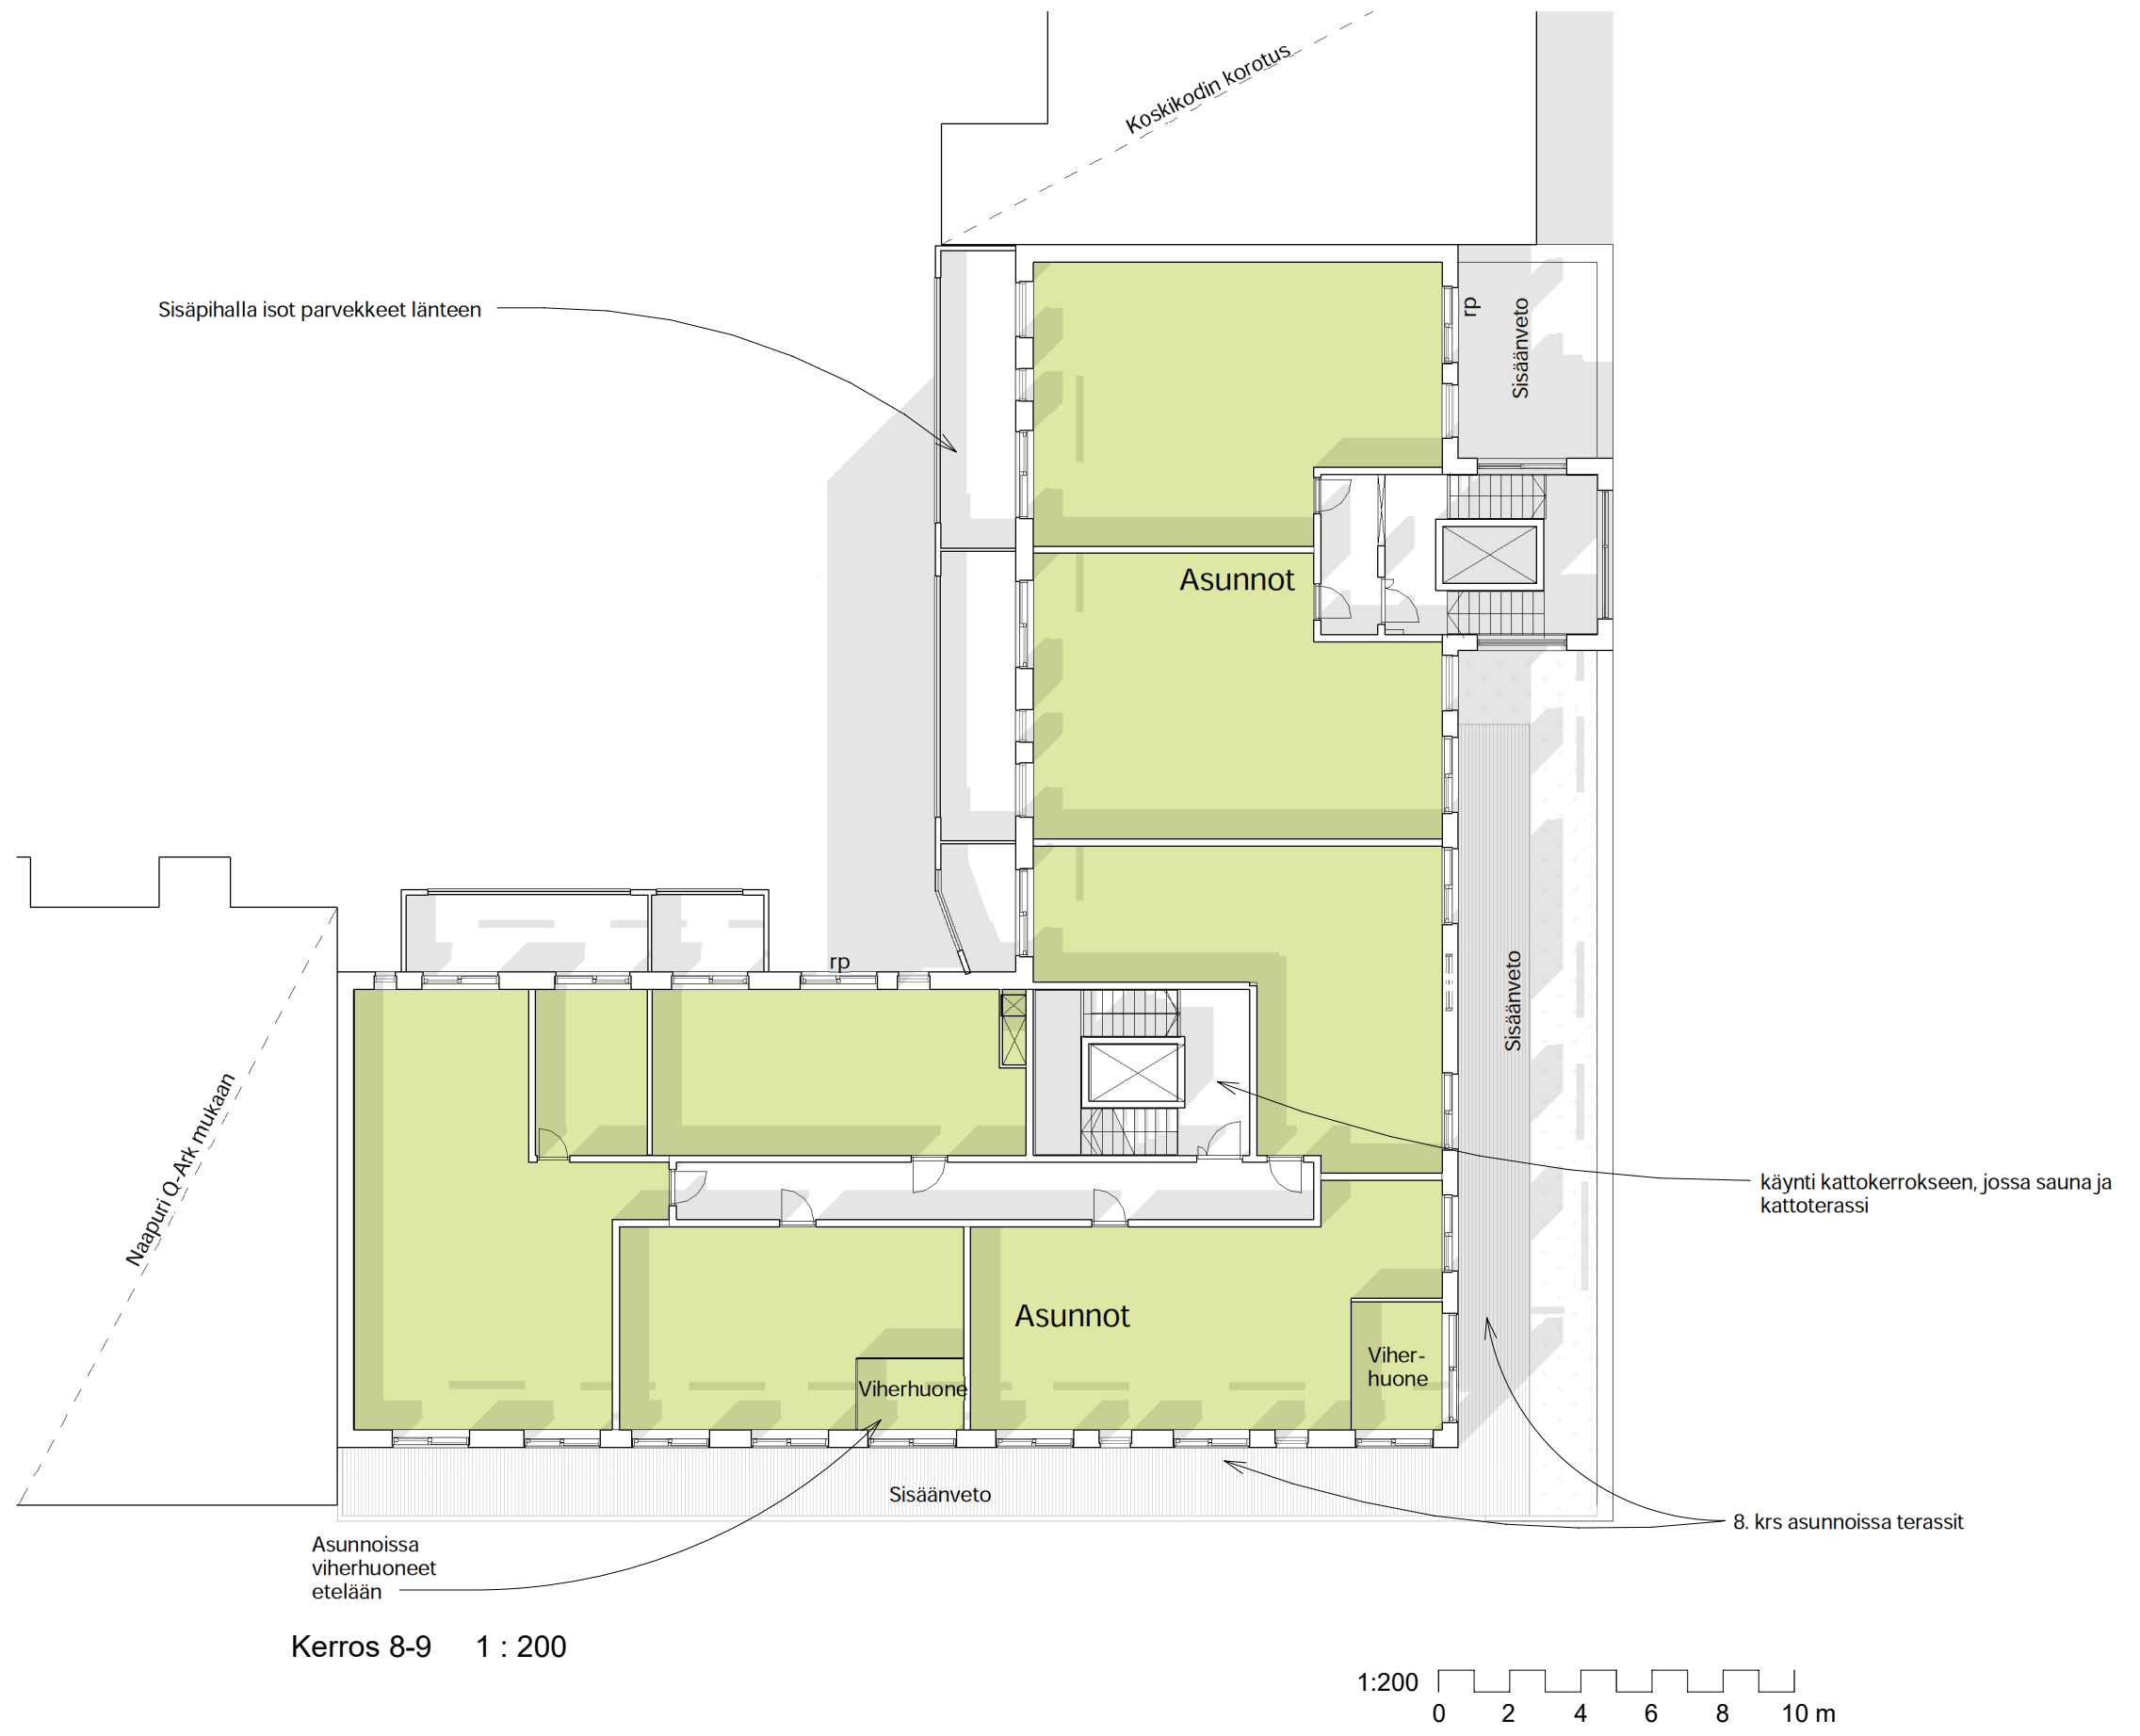 Koskikodin korotus
Sisäpihalla isot parvekkeet länteen
rp
Sisäänveto
Asunnot
rp
Sisäänveto
Naapuri Q-Ark mukaan
käynti kattokerrokseen, jossa sauna ja
kattoterassi
Asunnot
Viher-
huone
Viherhuone
Sisäänveto
8. krs asunnoissa terassit
Asunnoissa
viherhuoneet
etelään
Kerros 8-9 1 : 200
1:200
0 2 4 6 8 10 m